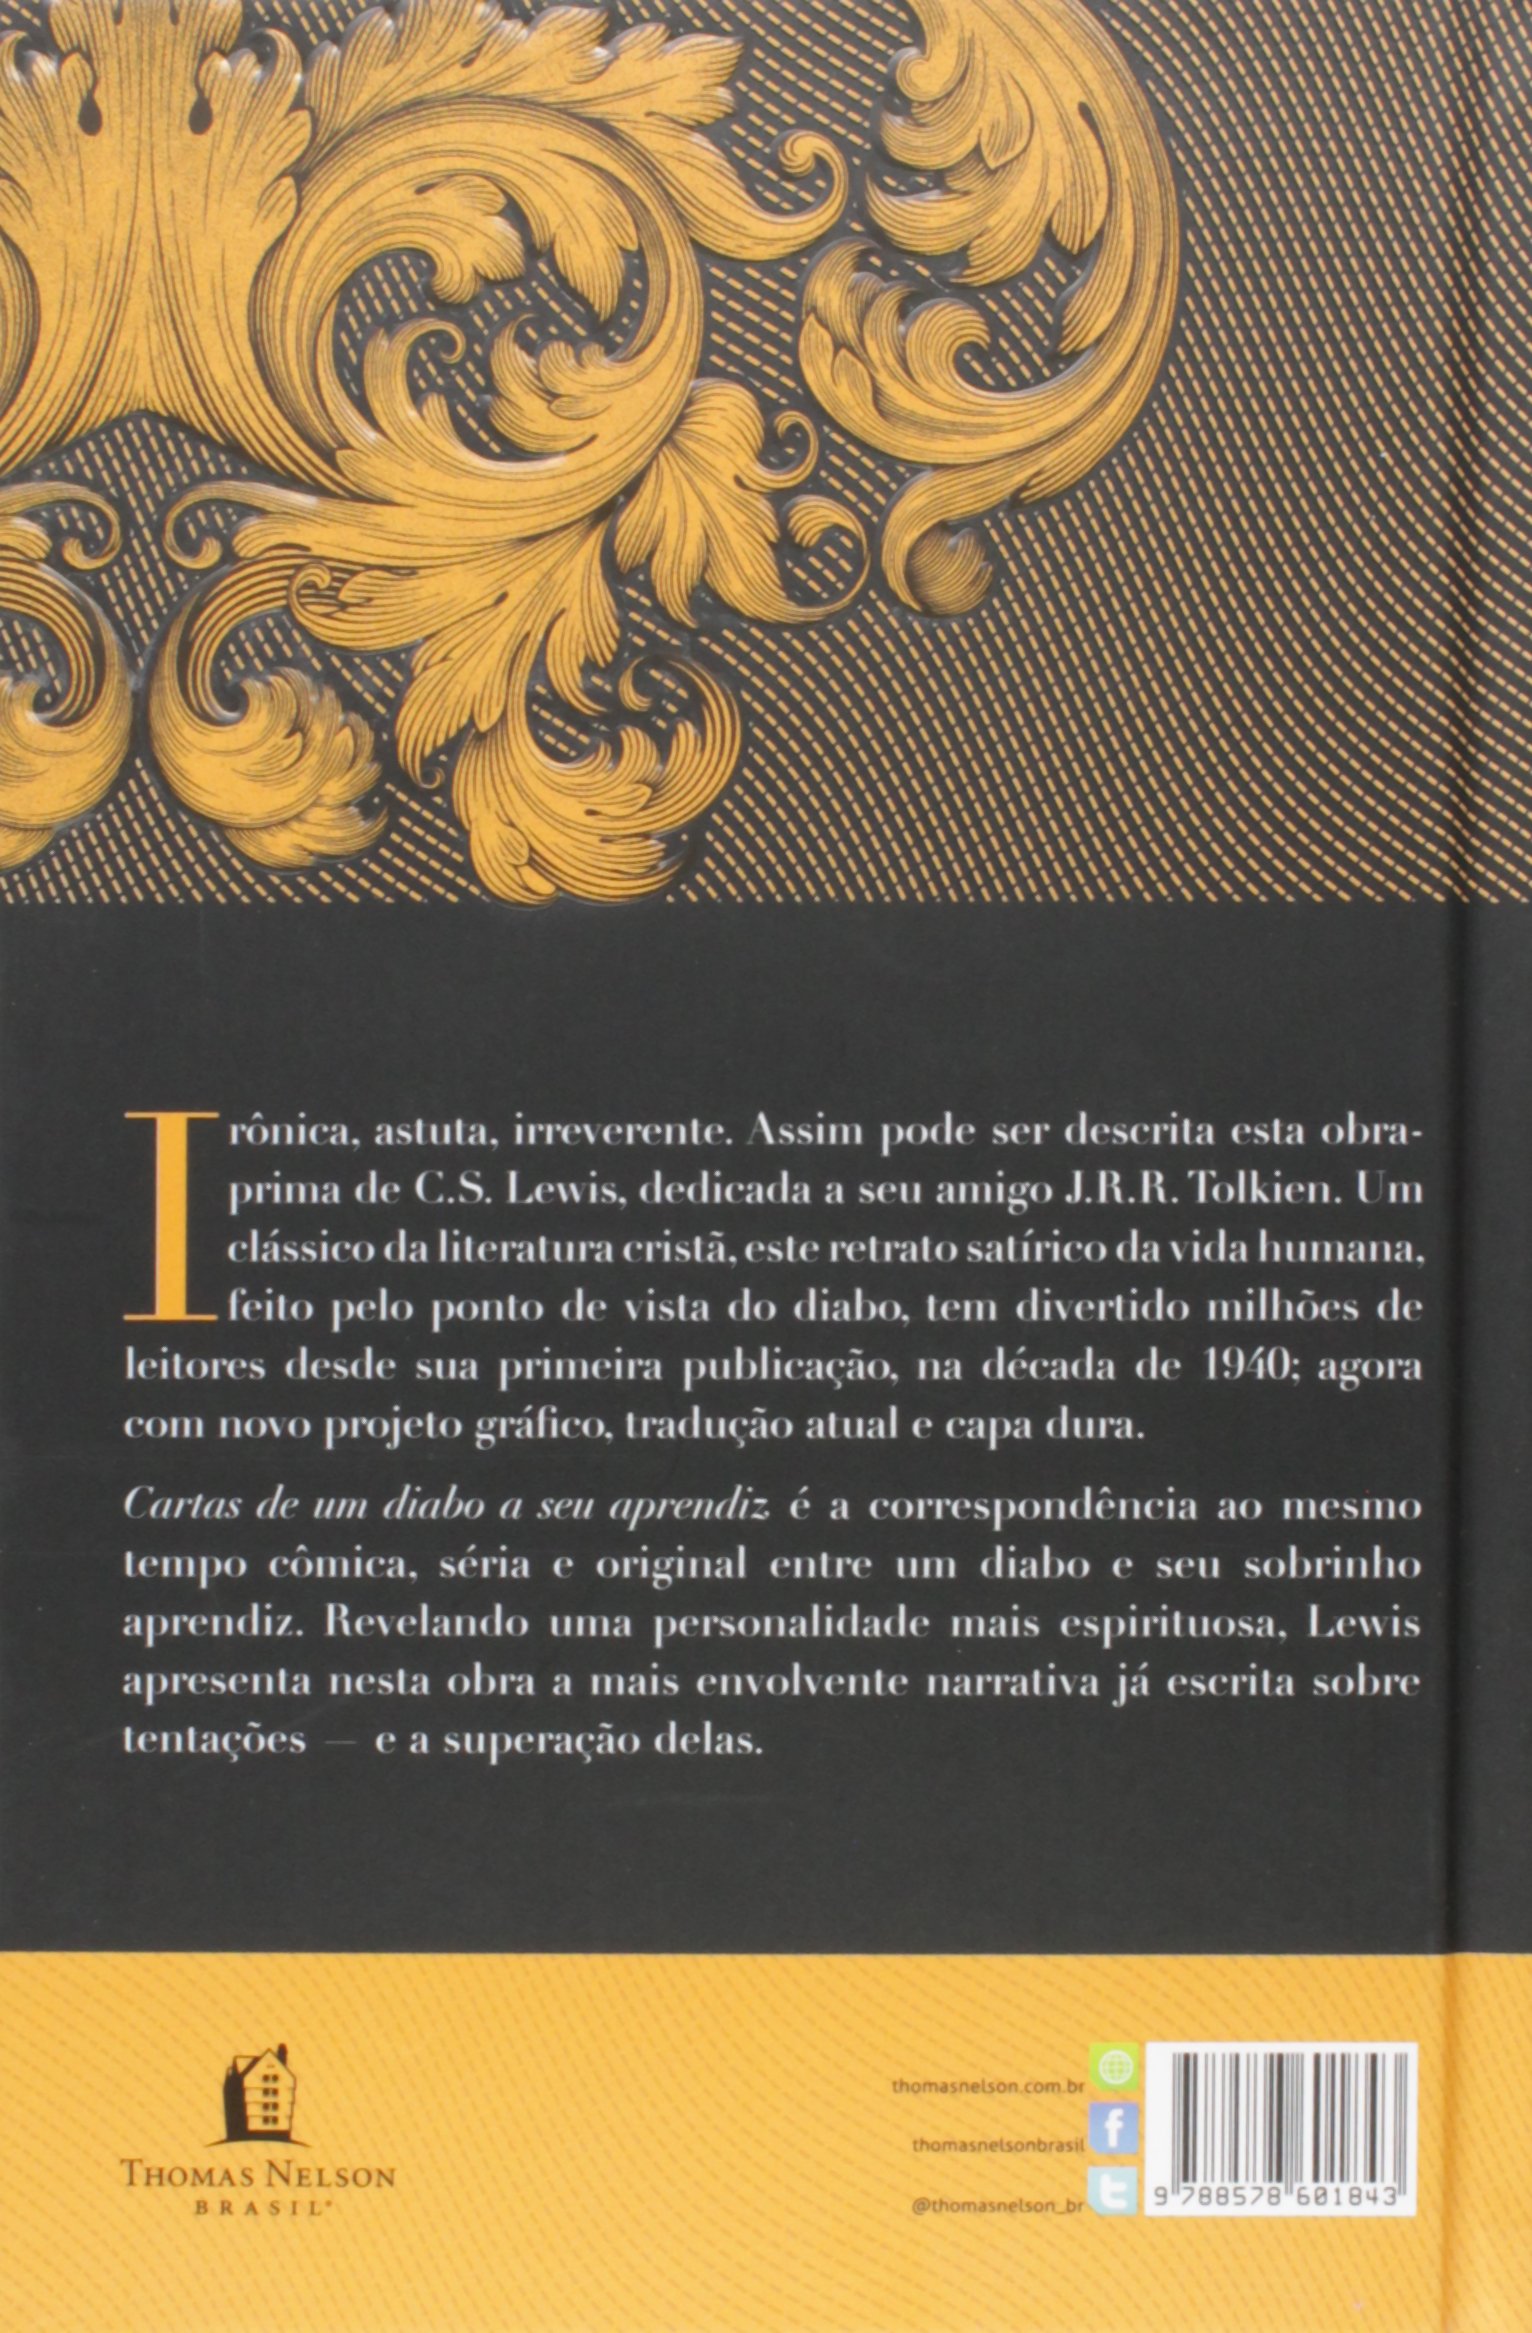 Irônica, astuta, irreverente. Assim pode ser descrita esta obra-
prima de C.S. Lewis, dedicada a seu amigo J.R.R. Tolkien. Um
clássico da literatura cristã, este retrato satírico da vida humana,
feito pelo ponto de vista do diabo, tem divertido milhões de
leitores desde sua primeira publicação, na década de 1940; agora
com novo projeto gráfico, tradução atual e capa dura.
Cartas de um diabo a seu aprendiz é a correspondência ao mesmo
tempo cômica, séria e original entre um diabo e seu sobrinho
aprendiz. Revelando uma personalidade mais espirituosa, Lewis
apresenta nesta obra a mais envolvente narrativa já escrita sobre
tentações — e a superação delas.
THOMAS NELSON
BRASIL®
thomasnelson.com.br
thomasnelsonbrasil
@thomasnelson_br
9 788578 601843